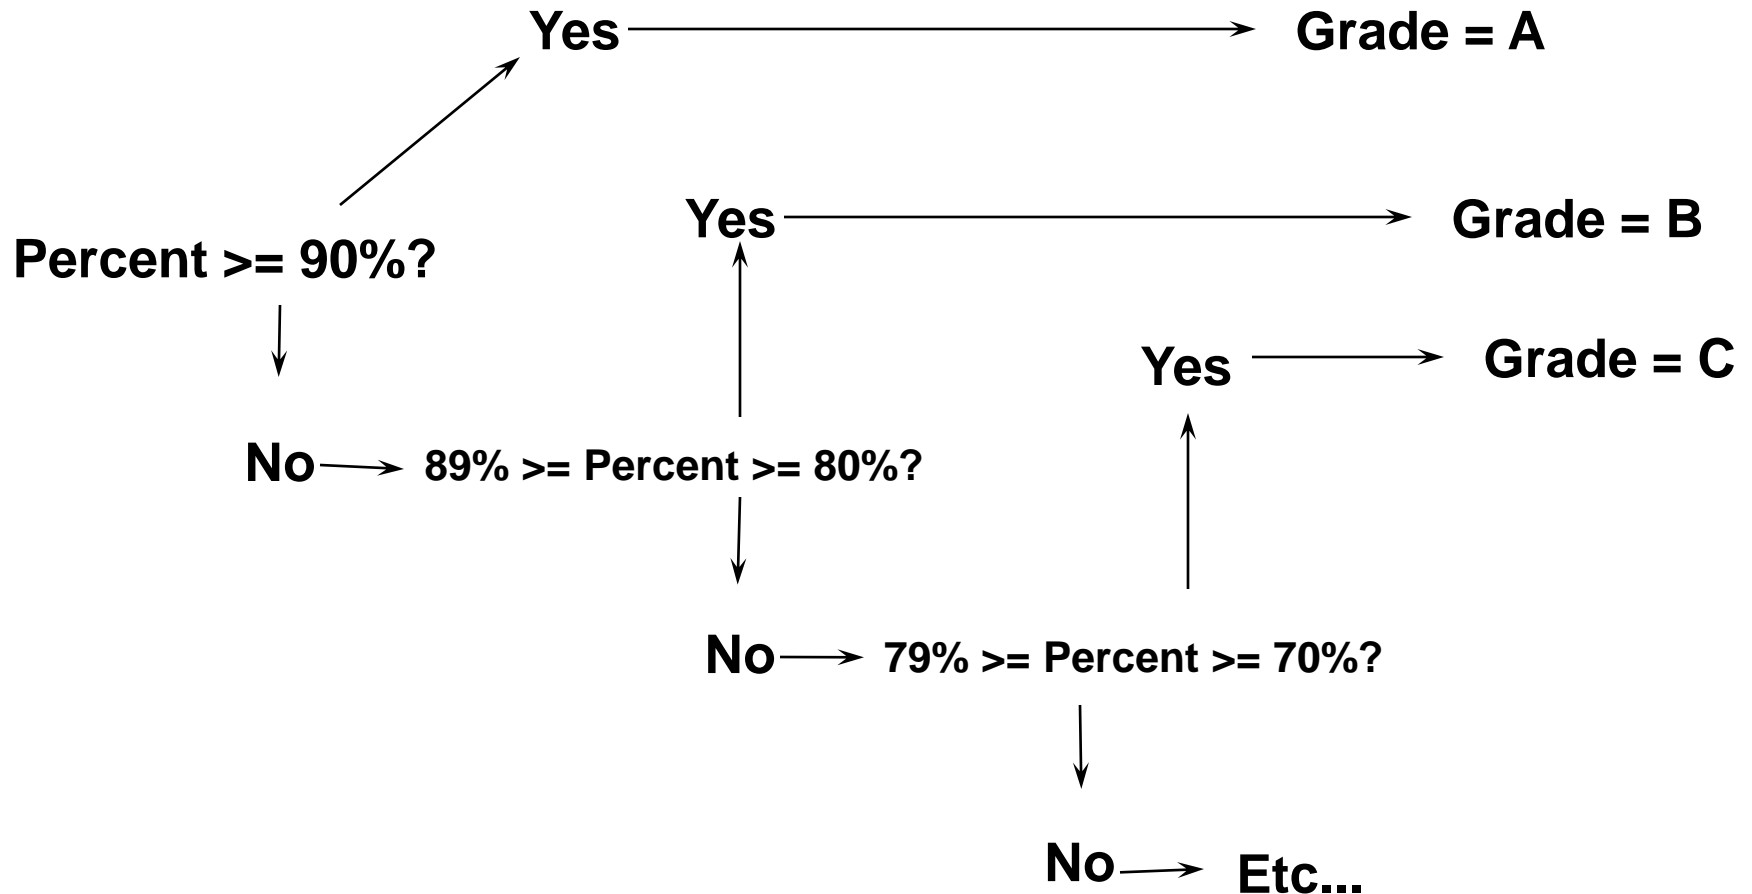 Yes
Grade = A
Yes
Grade = B
Percent >= 90%?
Yes
Grade = C
No
89% >= Percent >= 80%?
No
79% >= Percent >= 70%?
No
Etc...